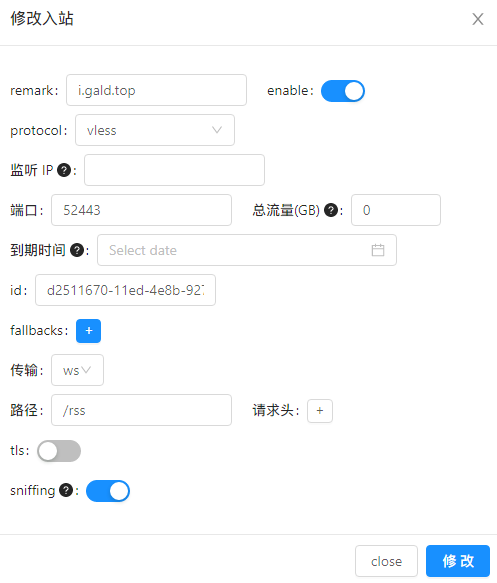 修改入站
remark: i.gald.top enable:
protocol: vless
监听 IP ? :
端口: 52443 总流量(GB) ? : 0
到期时间 ? : Select date
id: d2511670-11ed-4e8b-927
fallbacks: +
传输: ws
路径: /rss 请求头: +
tls:
sniffing ? :
close 修 改